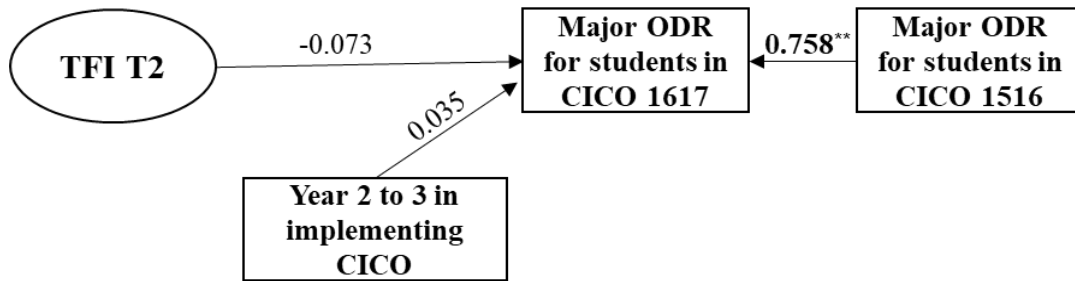 TFI T2
-0.073
Major ODR
for students in
CICO 1617
0.758**
Major ODR
for students in
CICO 1516
0.035
Year 2 to 3 in
implementing
CICO